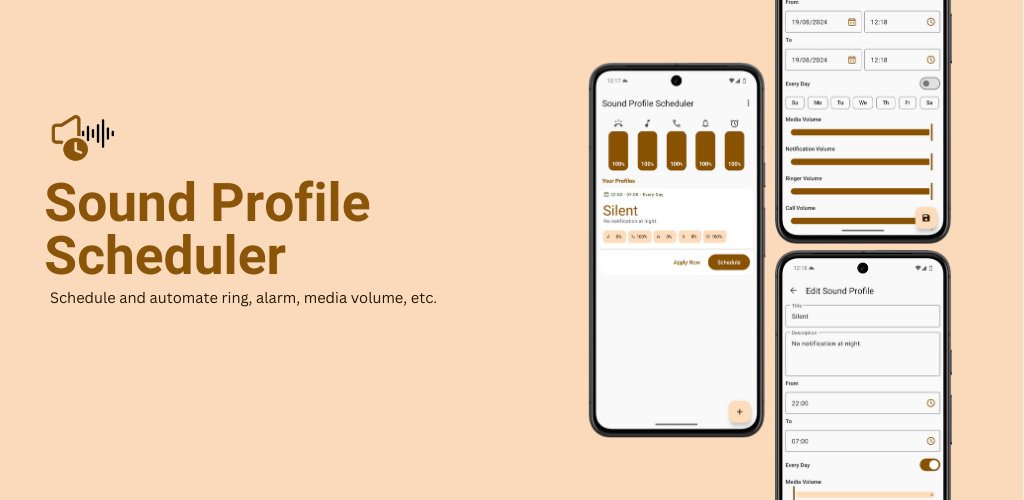 Sound Profile
Scheduler
Schedule and automate ring, alarm, media volume, etc.
12:17
Sound Profile Scheduler
100% 100% 100% 100% 100%
Your Profiles
22:00 - 07:00 - Every Day
Silent
No notification at night
0% 100% 0% 0% 100%
Apply Now Schedule
+
From
19/08/2024 12:18
To
19/08/2024 12:18
Every Day
Su Mo Tu We Th Fr Sa
Media Volume
Notification Volume
Ringer Volume
Call Volume
12:18
Edit Sound Profile
Title
Silent
Description
No notification at night
From
22:00
To
07:00
Every Day
Media Volume